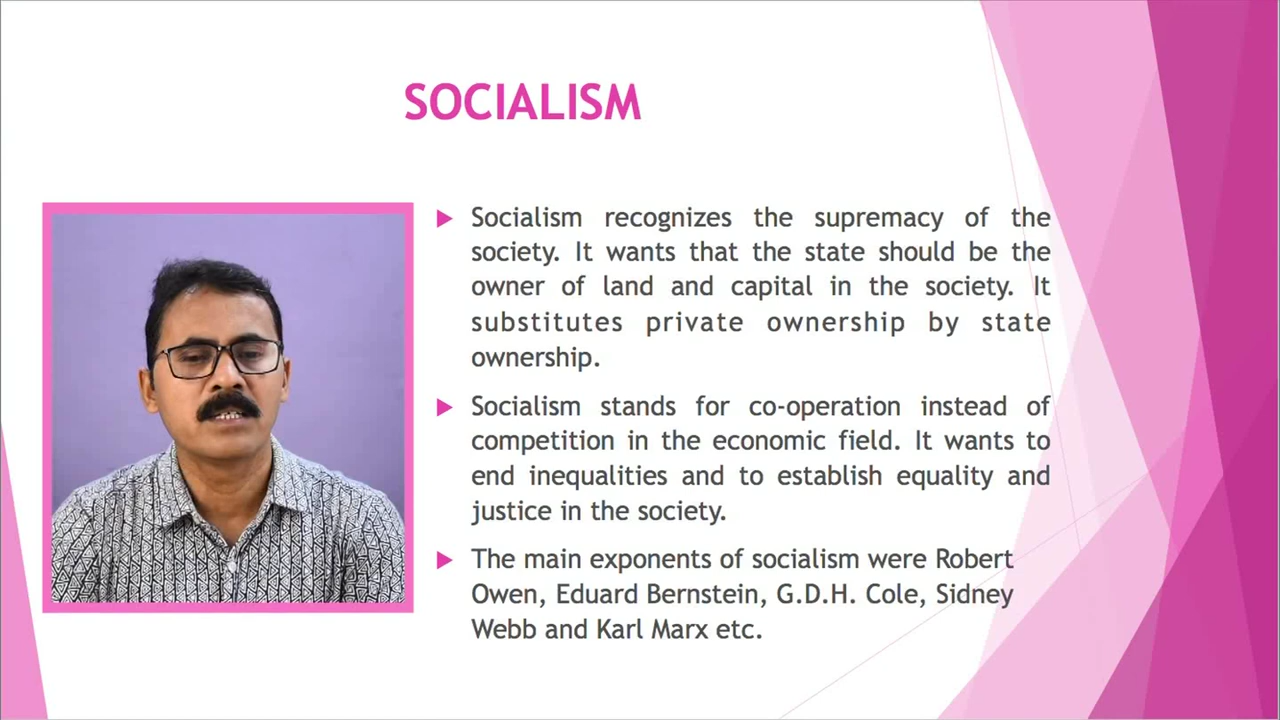 SOCIALISM
Socialism recognizes the supremacy of the
society. It wants that the state should be the
owner of land and capital in the society. It
substitutes private ownership by state
ownership.
Socialism stands for co-operation instead of
competition in the economic field. It wants to
end inequalities and to establish equality and
justice in the society.
The main exponents of socialism were Robert
Owen, Eduard Bernstein, G.D.H. Cole, Sidney
Webb and Karl Marx etc.